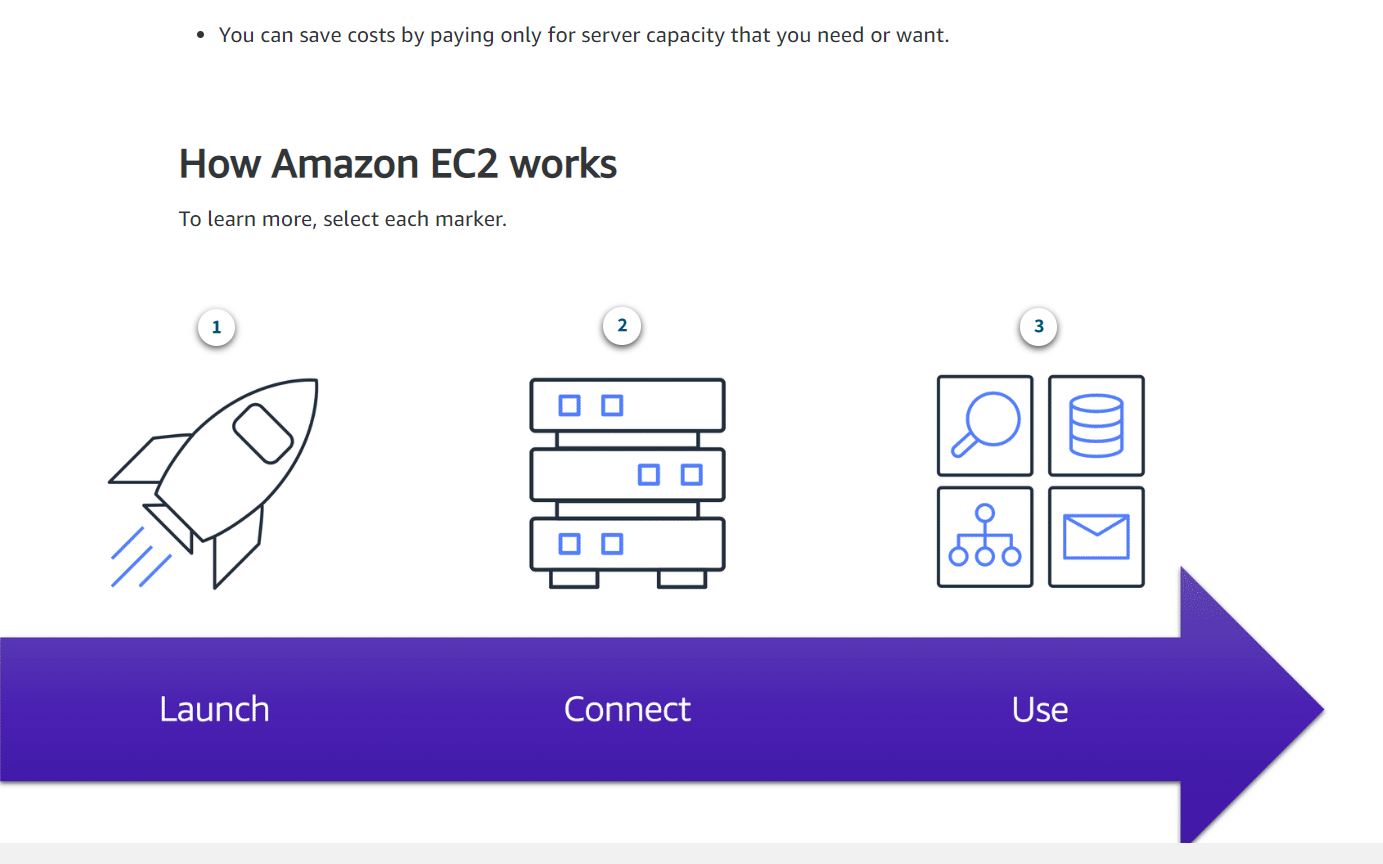 • You can save costs by paying only for server capacity that you need or want.
How Amazon EC2 works
To learn more, select each marker.
1
2
3
Launch
Connect
Use